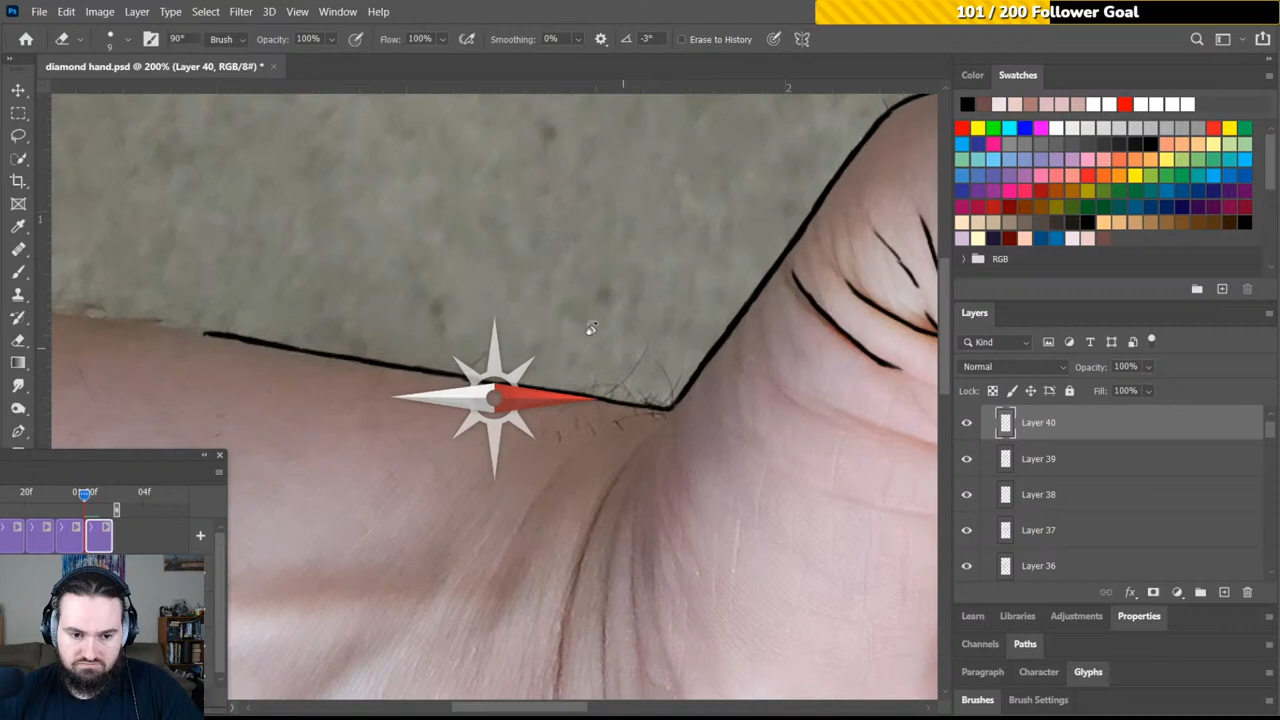 101 / 200 Follower Goal
Ps File Edit Image Layer Type Select Filter 3D View Window Help
9 90° Brush Opacity: 100% Flow: 100% Smoothing: 0% -3° Erase to History
diamond hand.psd @ 200% (Layer 40, RGB/8#) *
Color Swatches
2
1
RGB
Layers
Kind
Normal Opacity: 100%
Lock: Fill: 100%
Layer 40
Layer 39
Layer 38
Layer 37
Layer 36
20f 04f
Learn Libraries Adjustments Properties
Channels Paths
Paragraph Character Glyphs
Brushes Brush Settings